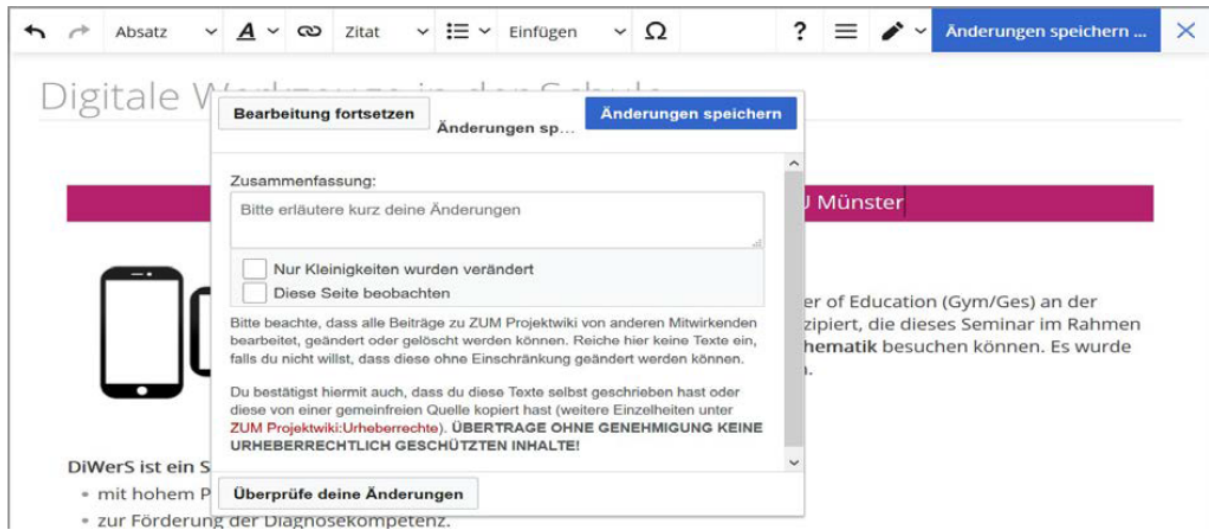 Absatz A Zitat Einfügen Ω ? Änderungen speichern ...
Digitale
Bearbeitung fortsetzen Änderungen sp... Änderungen speichern
Zusammenfassung:
Bitte erläutere kurz deine Änderungen
Münster
Nur Kleinigkeiten wurden verändert
Diese Seite beobachten
of Education (Gym/Ges) an der
Bitte beachte, dass alle Beiträge zu ZUM Projektwiki von anderen Mitwirkenden
bearbeitet, geändert oder gelöscht werden können. Reiche hier keine Texte ein,
falls du nicht willst, dass diese ohne Einschränkung geändert werden können.
zipiert, die dieses Seminar im Rahmen
hematik besuchen können. Es wurde
Du bestätigst hiermit auch, dass du diese Texte selbst geschrieben hast oder
diese von einer gemeinfreien Quelle kopiert hast (weitere Einzelheiten unter
ZUM Projektwiki:Urheberrechte). ÜBERTRAGE OHNE GENEHMIGUNG KEINE
URHEBERRECHTLICH GESCHÜTZTEN INHALTE!
DiWerS ist ein S
mit hohem P
Überprüfe deine Änderungen
zur Förderung der Diagnosekompetenz.